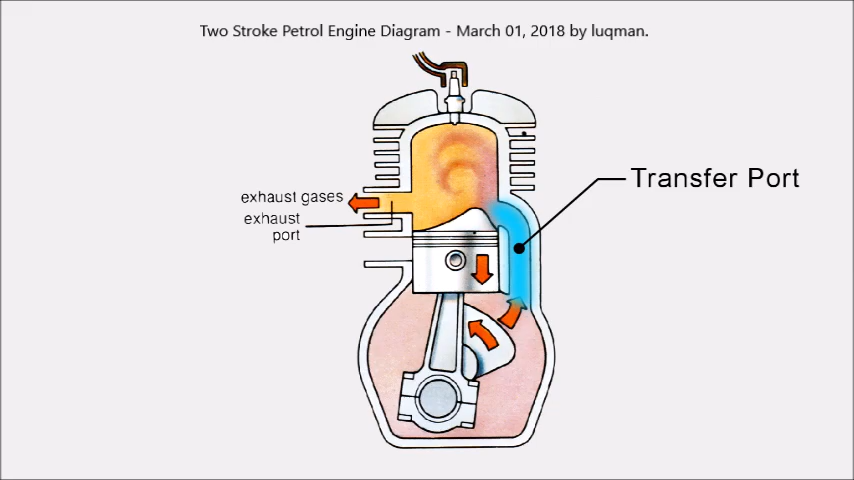 Two Stroke Petrol Engine Diagram - March 01, 2018 by luqman.
Transfer Port
exhaust gases
exhaust
port